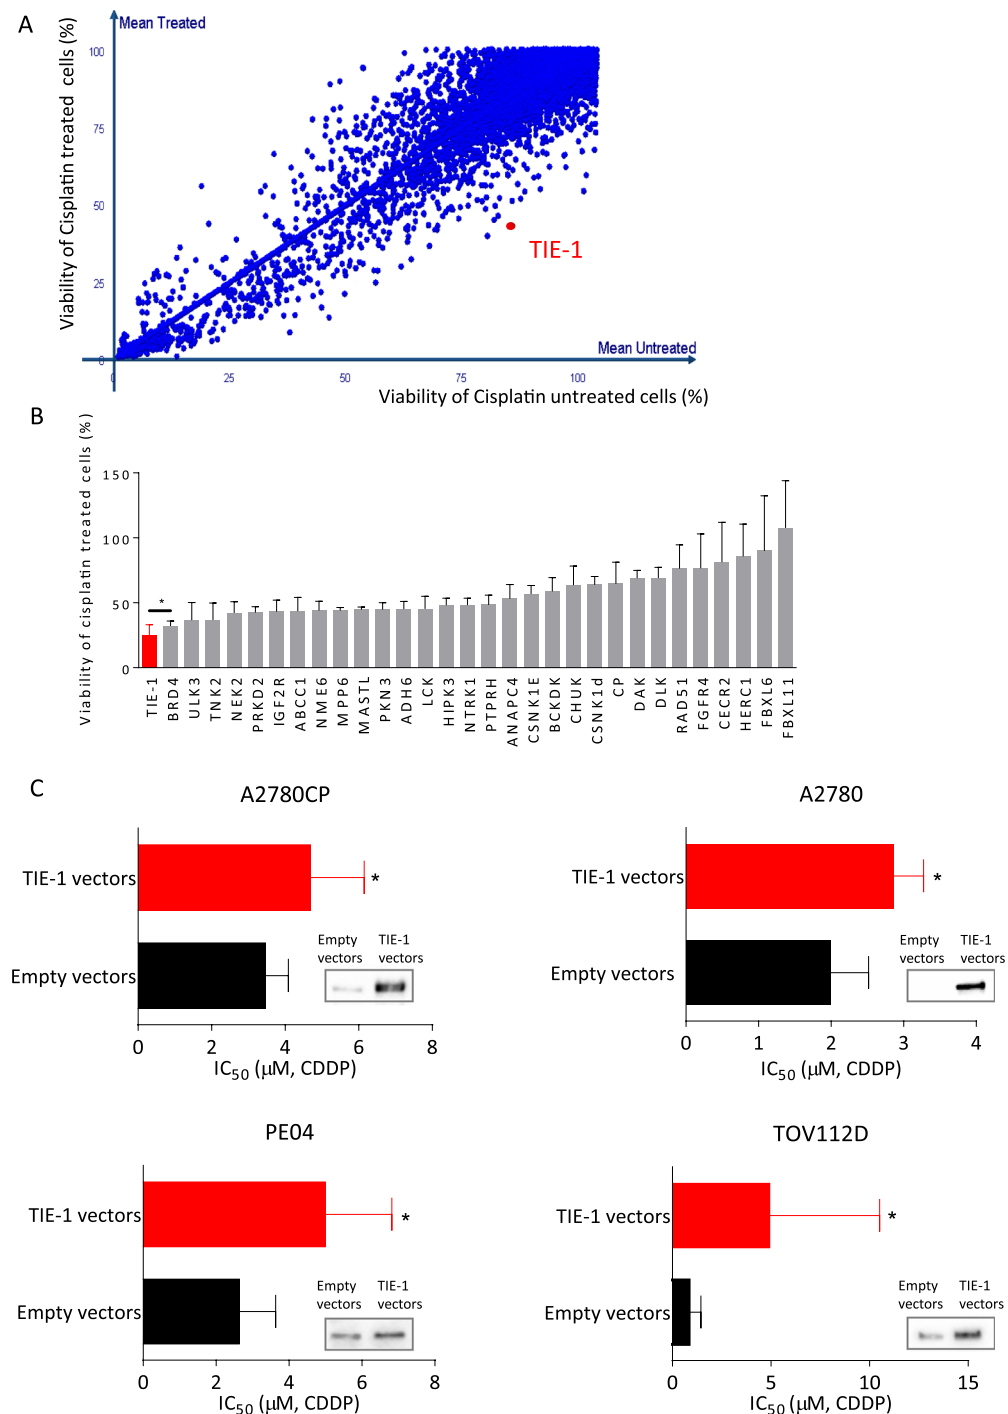 A
Mean Treated
Viability of Cisplatin treated cells (%)
100
75
50
25
0
TIE-1
Mean Untreated
0 25 50 75 100
Viability of Cisplatin untreated cells (%)
B
Viability of cisplatin treated cells (%)
150
100
50
0
*
TIE-1
BRD4
ULK3
TNK2
NEK2
PRKD2
IGF2R
ABCC1
NME6
MPP6
MASTL
PKN3
ADH6
LCK
HIPK3
NTRK1
PTPRH
ANAPC4
CSNK1E
BCKDK
CHUK
CSNK1d
CP
DAK
DLK
RAD51
FGFR4
CECR2
HERC1
FBXL6
FBXL11
C
A2780CP
TIE-1 vectors
*
Empty vectors
Empty vectors
TIE-1 vectors
0 2 4 6 8
IC50 (μM, CDDP)
A2780
TIE-1 vectors
*
Empty vectors
Empty vectors
TIE-1 vectors
0 1 2 3 4
IC50 (μM, CDDP)
PE04
TIE-1 vectors
*
Empty vectors
Empty vectors
TIE-1 vectors
0 2 4 6 8
IC50 (μM, CDDP)
TOV112D
TIE-1 vectors
*
Empty vectors
Empty vectors
TIE-1 vectors
0 5 10 15
IC50 (μM, CDDP)